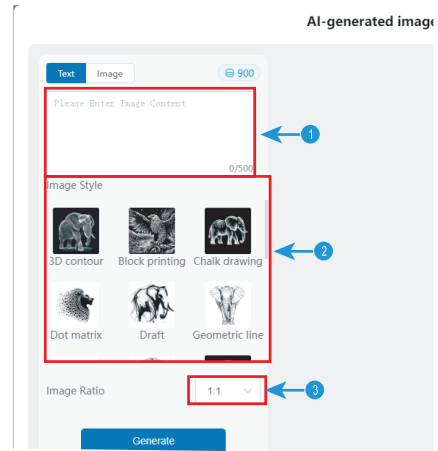 AI-generated image
Text Image 900
Please Enter Image Content
1
0/500
Image Style
2
3D contour Block printing Chalk drawing
Dot matrix Draft Geometric line
Image Ratio 1:1 3
Generate